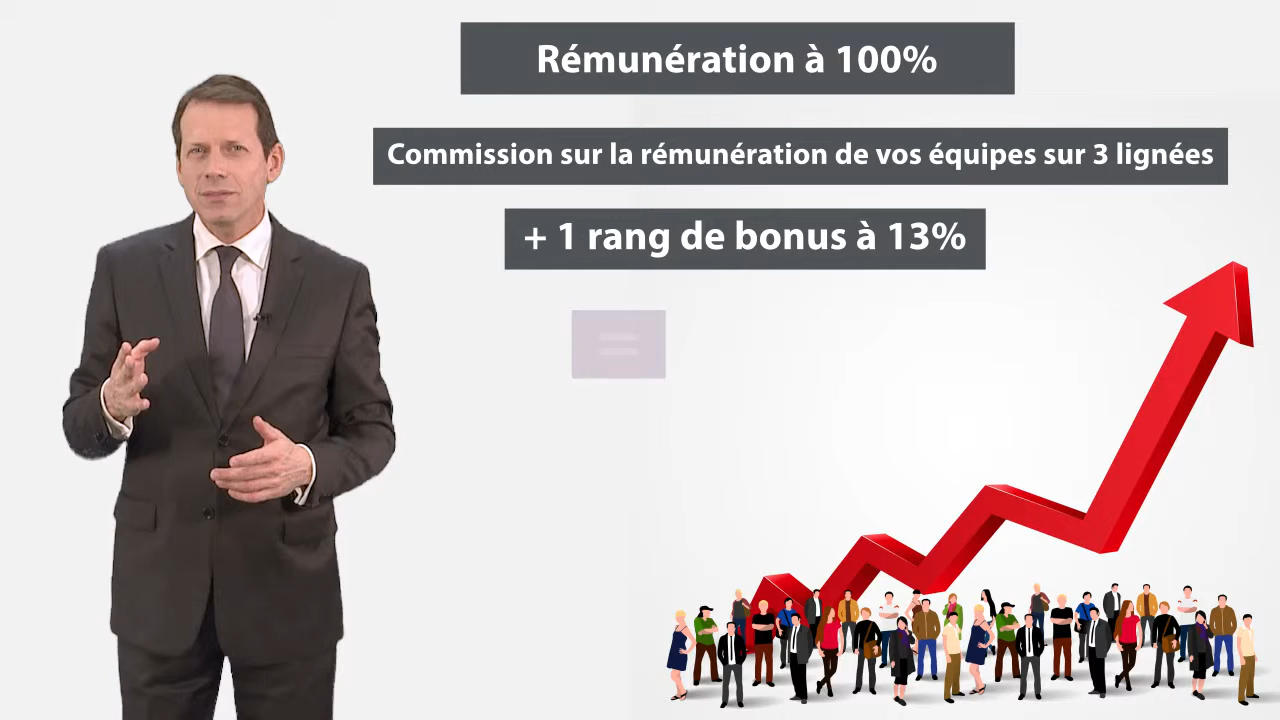 Rémunération à 100%
Commission sur la rémunération de vos équipes sur 3 lignées
+ 1 rang de bonus à 13%
=